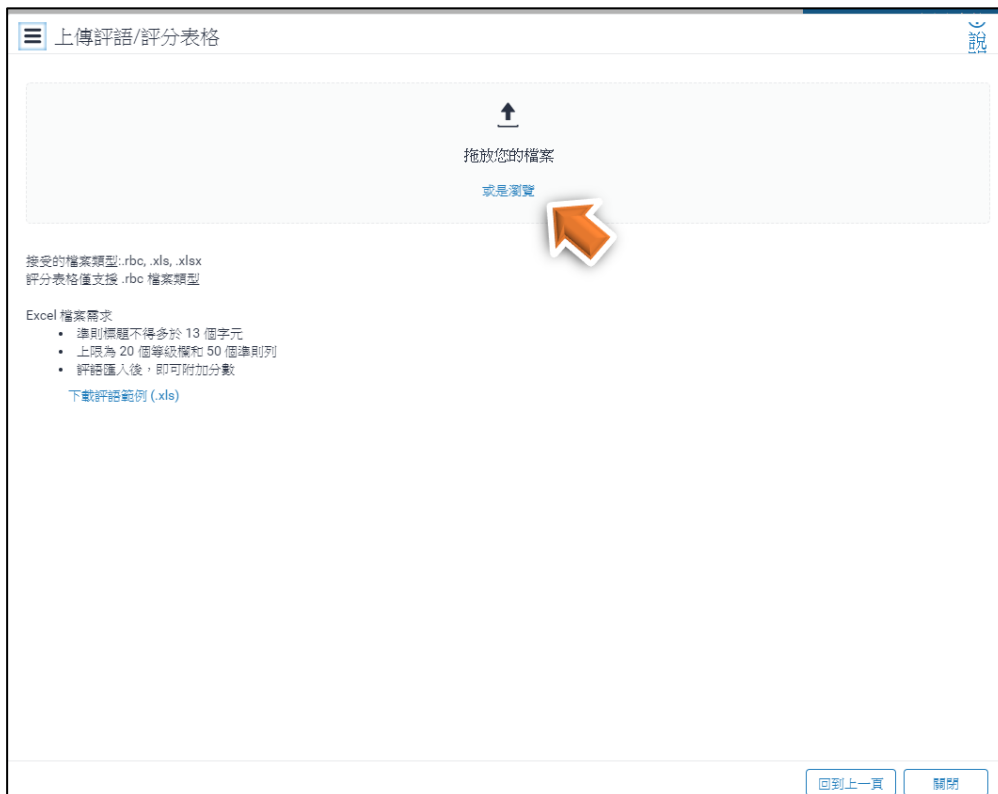 上傳評語/評分表格
說
拖放您的檔案
或是瀏覽
接受的檔案類型:.rbc, .xls, .xlsx
評分表格僅支援 .rbc 檔案類型
Excel 檔案需求
• 準則標題不得多於 13 個字元
• 上限為 20 個等級欄和 50 個準則列
• 評語匯入後，即可附加分數
下載評語範例 (.xls)
回到上一頁
關閉